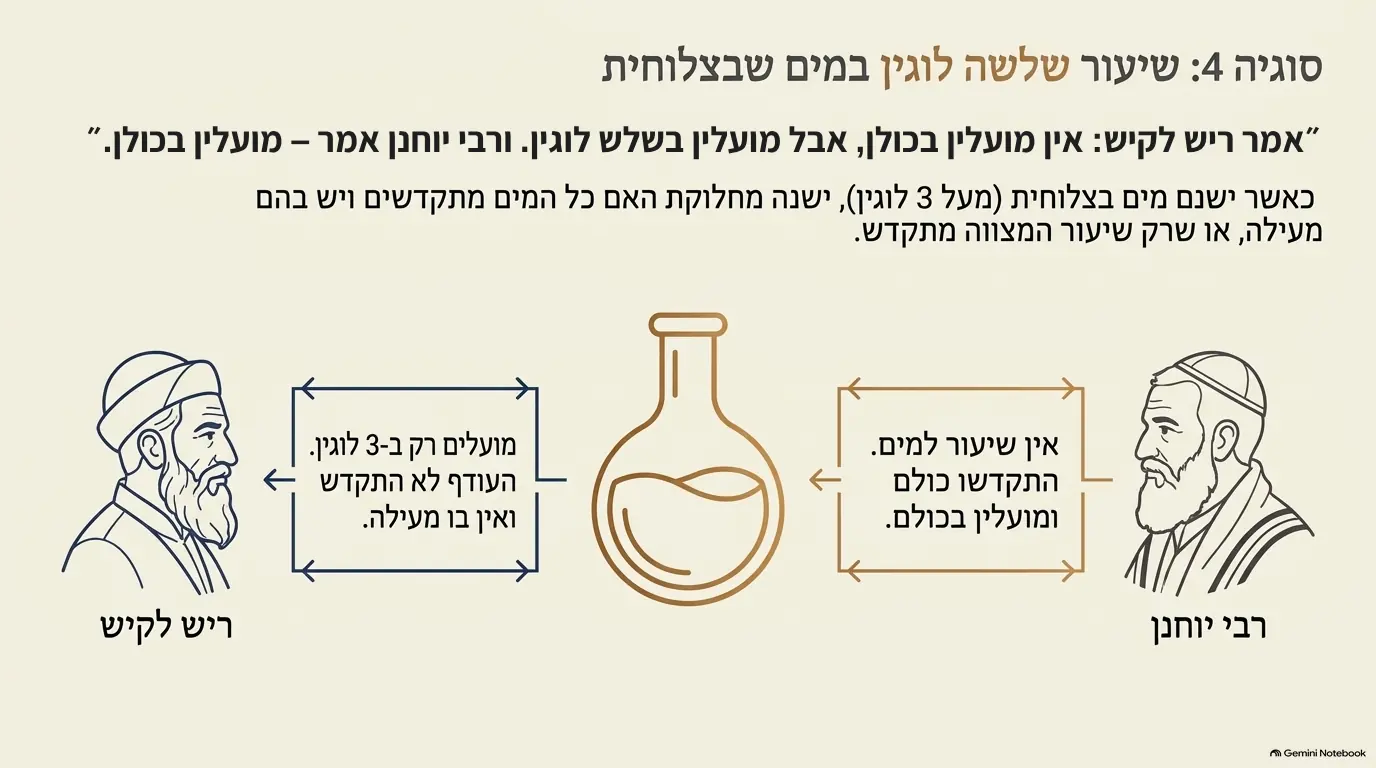 סוגיה 4: שיעור שלשה לוגין במים שבצלוחית
״אמר ריש לקיש: אין מועלין בכולן, אבל מועלין בשלש לוגין. ורבי יוחנן אמר – מועלין בכולן.״
כאשר ישנם מים בצלוחית (מעל 3 לוגין), ישנה מחלוקת האם כל המים מתקדשים ויש בהם
מעילה, או שרק שיעור המצווה מתקדש.
אין שיעור למים.
התקדשו כולם
ומועלין בכולם.
רבי יוחנן
מועלים רק ב-3 לוגין.
העודף לא התקדש
ואין בו מעילה.
ריש לקיש
Gemini Notebook